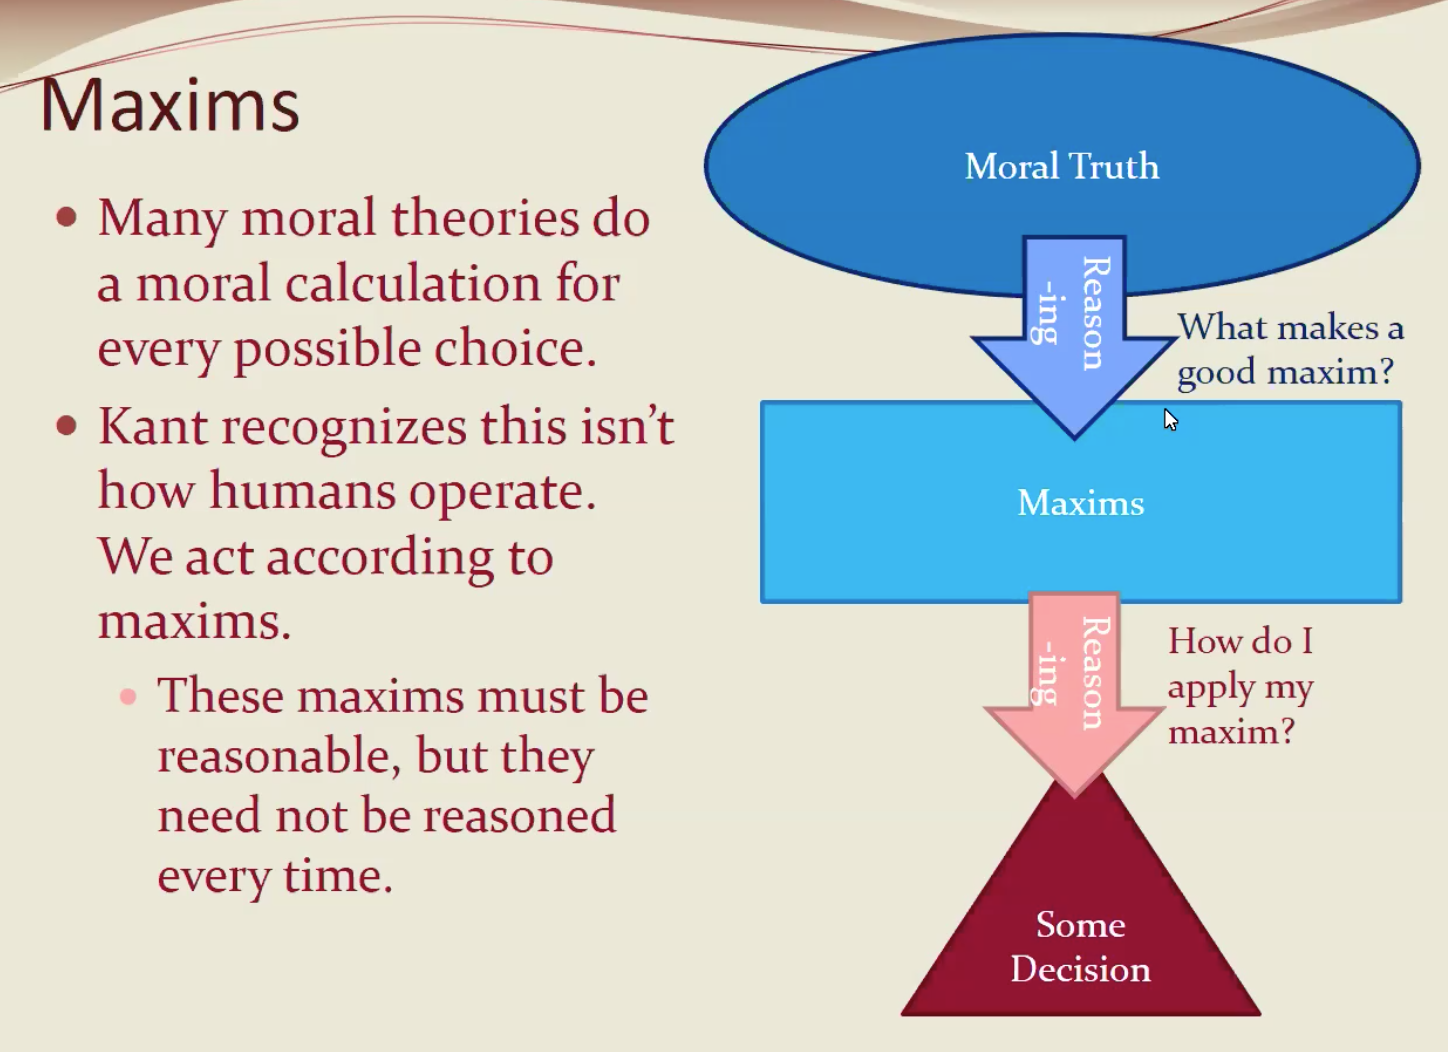 Maxims
Many moral theories do
a moral calculation for
every possible choice.
Kant recognizes this isn't
how humans operate.
We act according to
maxims.
These maxims must be
reasonable, but they
need not be reasoned
every time.
Moral Truth
Reason
-ing
What makes a
good maxim?
Maxims
Reason
-ing
How do I
apply my
maxim?
Some
Decision